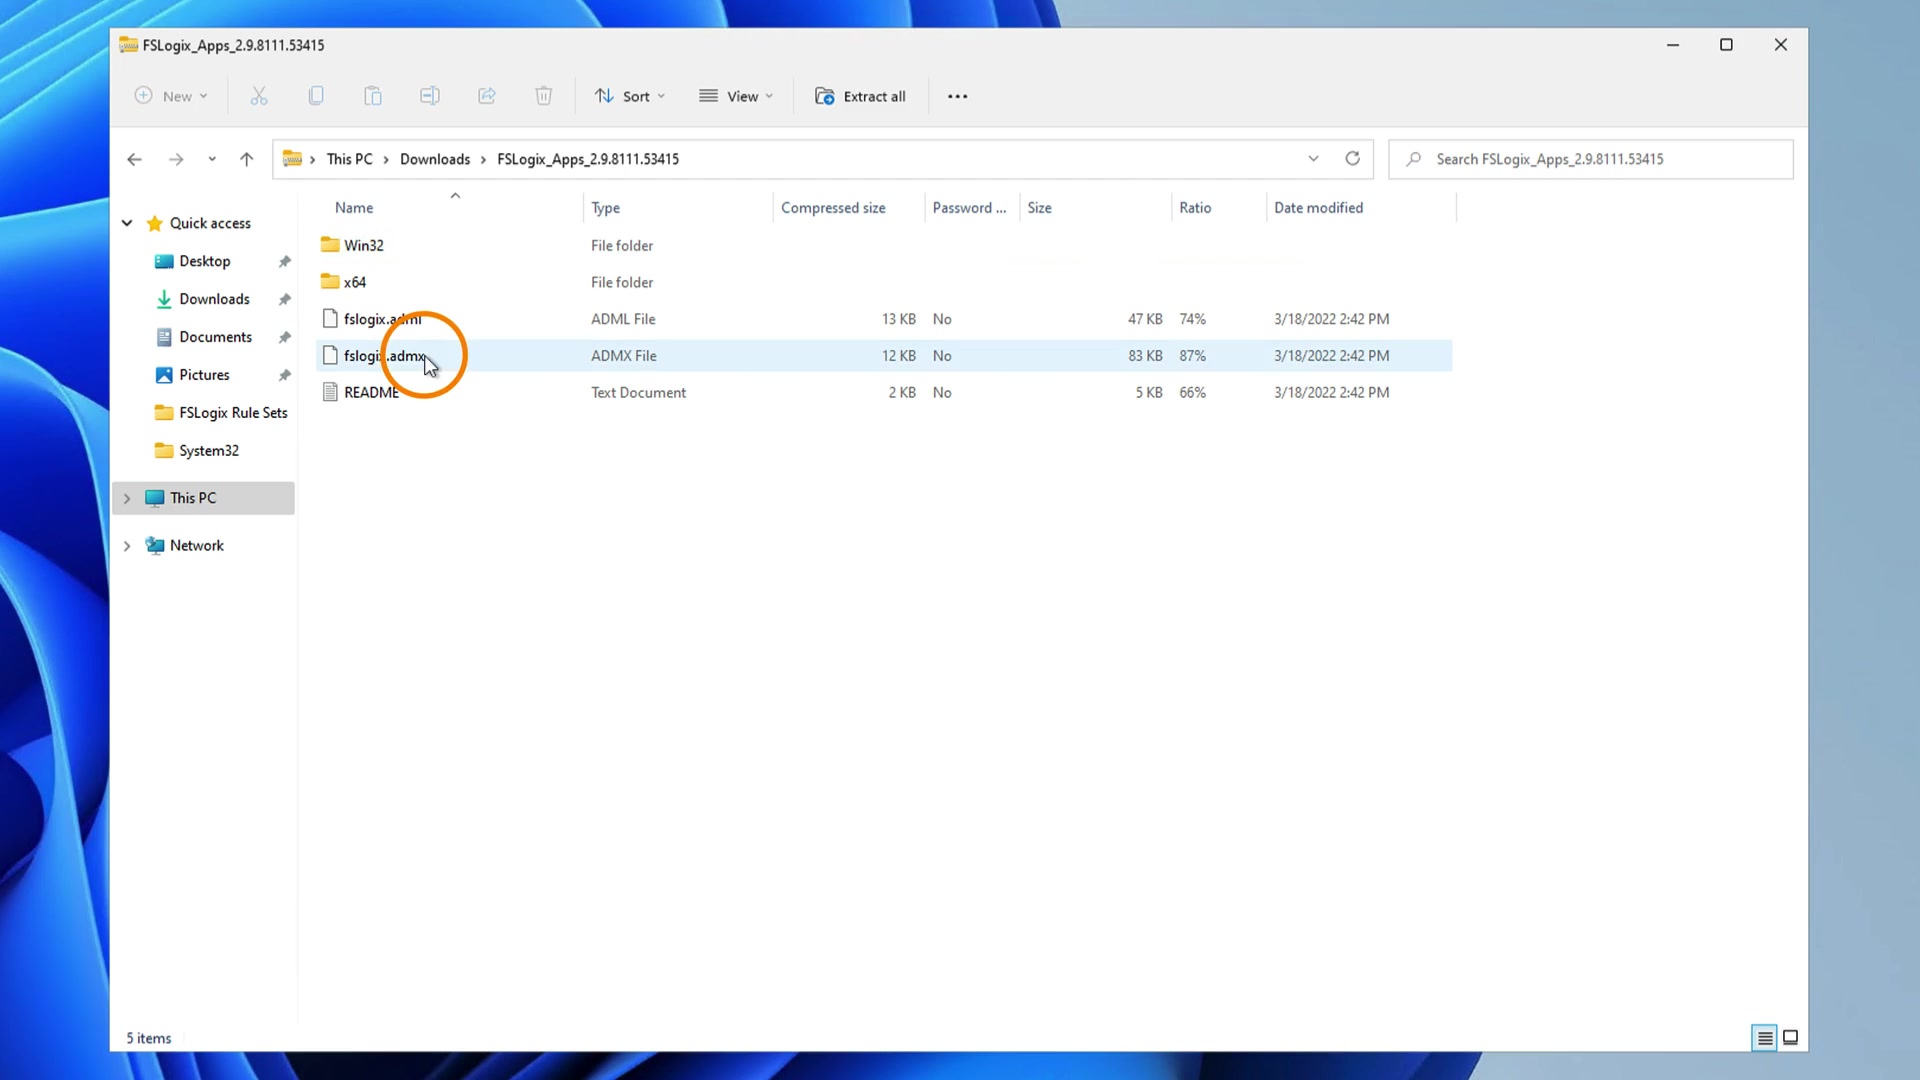 FSLogix_Apps_2.9.8111.53415
New
Sort
View
Extract all
This PC > Downloads > FSLogix_Apps_2.9.8111.53415
Search FSLogix_Apps_2.9.8111.53415
Name Type Compressed size Password ... Size Ratio Date modified
Quick access
Desktop
Downloads
Documents
Pictures
FSLogix Rule Sets
System32
This PC
Network
Win32 File folder
x64 File folder
fslogix.adml ADML File 13 KB No 47 KB 74% 3/18/2022 2:42 PM
fslogix.admx ADMX File 12 KB No 83 KB 87% 3/18/2022 2:42 PM
README Text Document 2 KB No 5 KB 66% 3/18/2022 2:42 PM
5 items